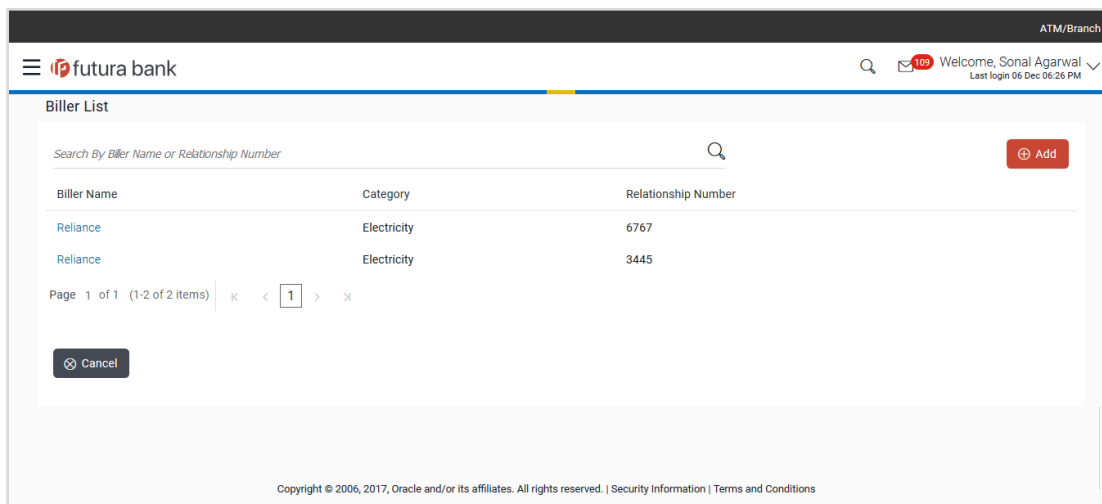 ATM/Branch
futura bank
109 Welcome, Sonal Agarwal
Last login 06 Dec 06:26 PM
Biller List
Search By Biller Name or Relationship Number
Add
Biller Name Category Relationship Number
Reliance Electricity 6767
Reliance Electricity 3445
Page 1 of 1 (1-2 of 2 items) 1
Cancel
Copyright © 2006, 2017, Oracle and/or its affiliates. All rights reserved. | Security Information | Terms and Conditions